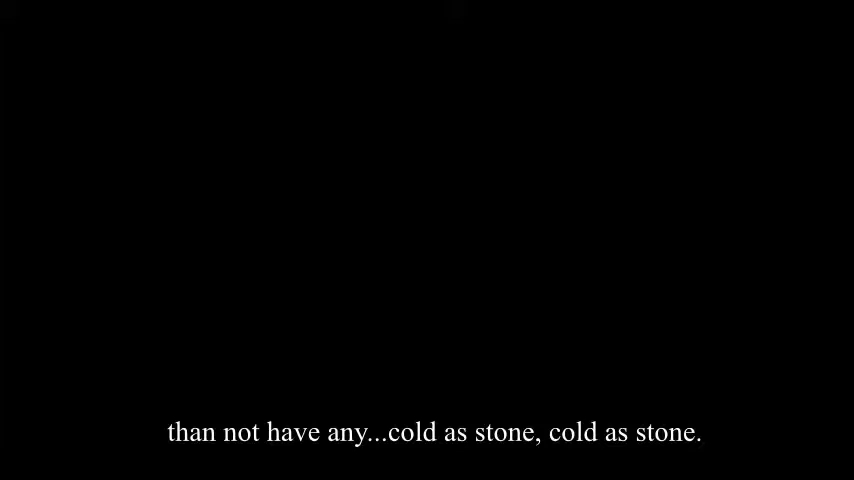 than not have any...cold as stone, cold as stone.